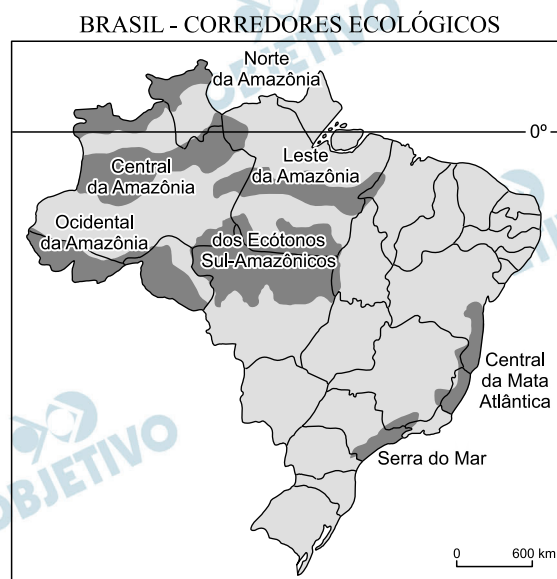 BRASIL - CORREDORES ECOLÓGICOS
OBJETIVO
Norte
da Amazônia
0º
Central
da Amazônia
Leste
da Amazônia
Ocidental
da Amazônia
dos Ecótonos
Sul-Amazônicos
Central
da Mata
Atlântica
Serra do Mar
OBJETIVO
0 600 km